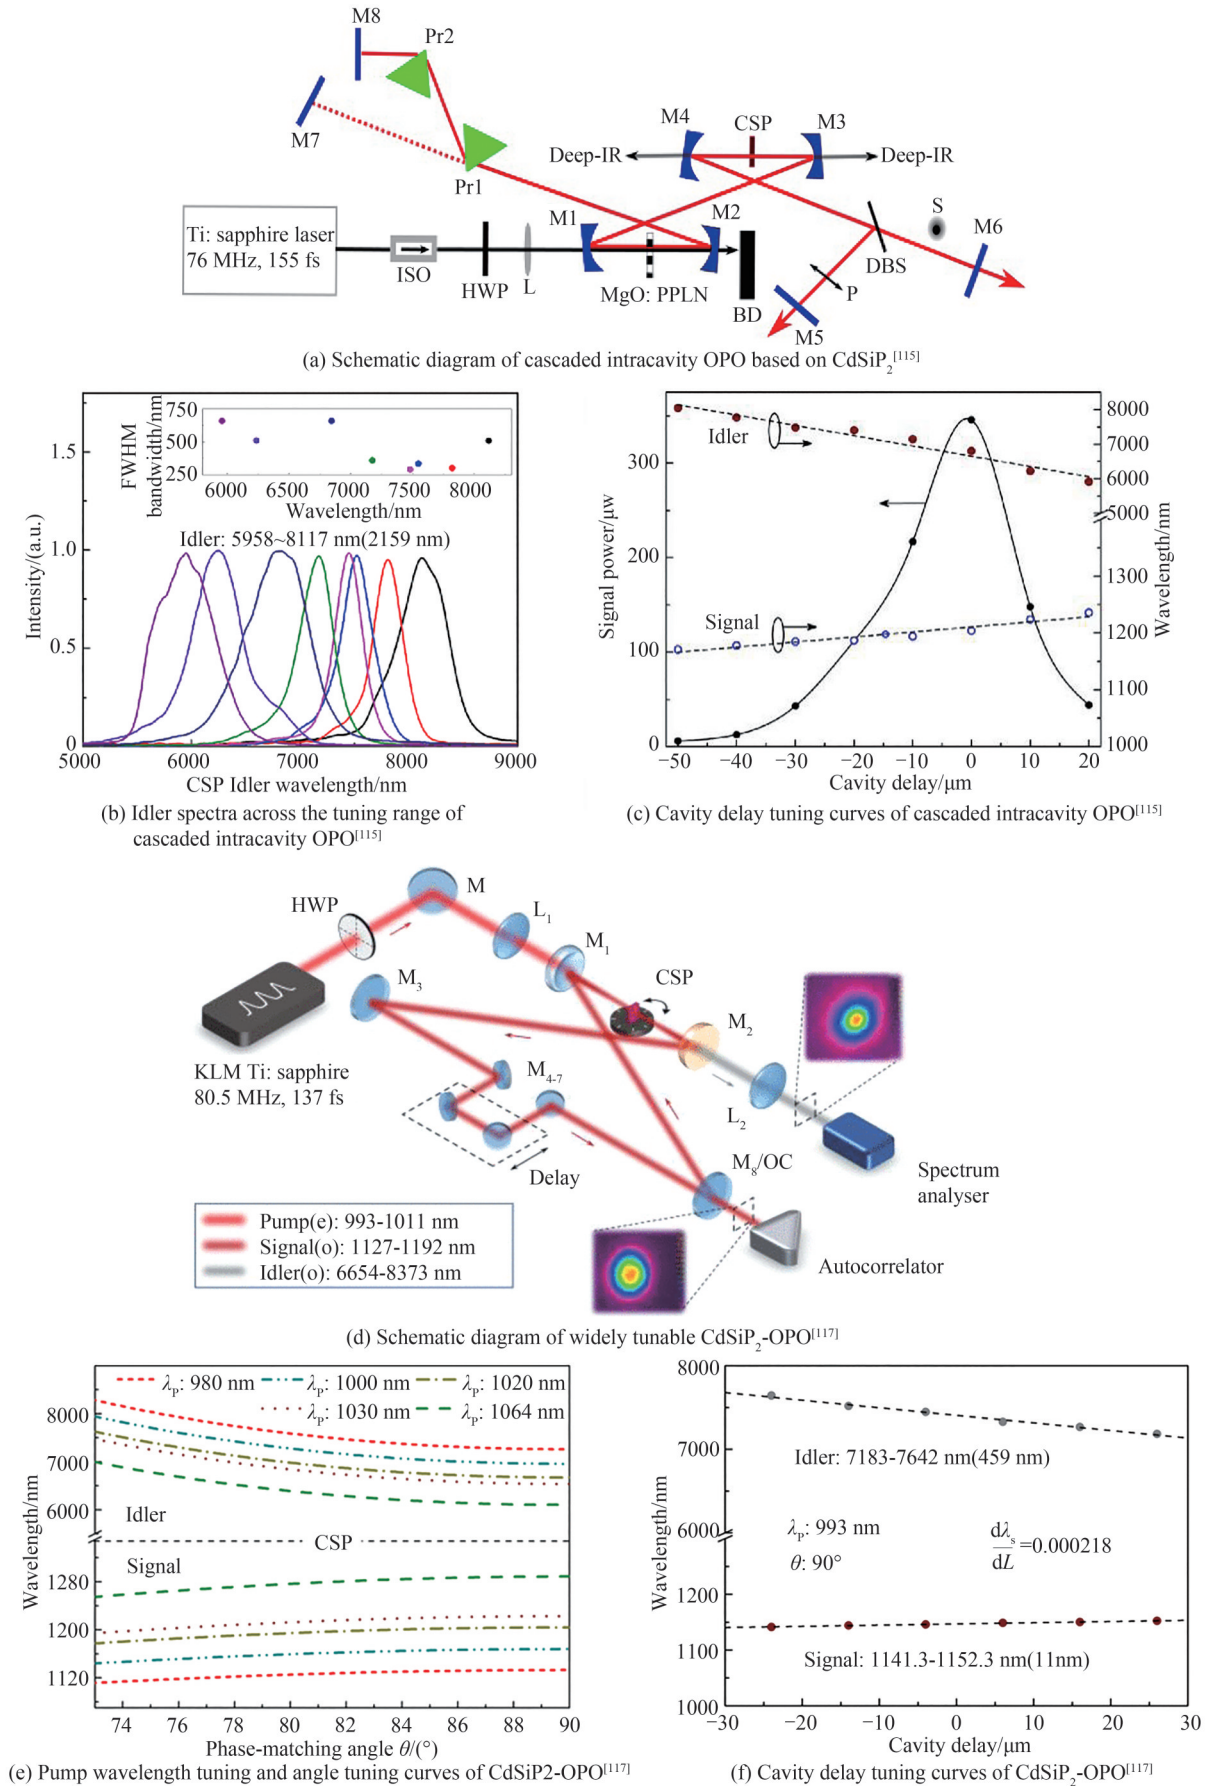 M8
Pr2
M7
Pr1
M4
CSP
M3
Deep-IR
Deep-IR
Ti: sapphire laser
76 MHz, 155 fs
ISO
HWP
L
M1
M2
MgO: PPLN
BD
S
M6
DBS
P
M5
(a) Schematic diagram of cascaded intracavity OPO based on CdSiP2[115]
1.5
1.0
0.5
0
Intensity/(a.u.)
FWHM
bandwidth/nm
750
500
250
6000 6500 7000 7500 8000
Wavelength/nm
Idler: 5958~8117 nm(2159 nm)
5000 6000 7000 8000 9000
CSP Idler wavelength/nm
(b) Idler spectra across the tuning range of
cascaded intracavity OPO[115]
Signal power/μw
300
200
100
0
Idler
Signal
8000
7000
6000
5000
1300
1200
1100
1000
Wavelength/nm
−50 −40 −30 −20 −10 0 10 20
Cavity delay/μm
(c) Cavity delay tuning curves of cascaded intracavity OPO[115]
HWP
M
L1
M1
M3
CSP
M2
KLM Ti: sapphire
80.5 MHz, 137 fs
M4-7
L2
Delay
M8/OC
Spectrum
analyser
Autocorrelator
Pump(e): 993-1011 nm
Signal(o): 1127-1192 nm
Idler(o): 6654-8373 nm
(d) Schematic diagram of widely tunable CdSiP2-OPO[117]
λP: 980 nm λP: 1000 nm λP: 1020 nm
λP: 1030 nm λP: 1064 nm
8000
7000
6000
Idler
CSP
Signal
1280
1200
1120
Wavelength/nm
74 76 78 80 82 84 86 88 90
Phase-matching angle θ/(°)
(e) Pump wavelength tuning and angle tuning curves of CdSiP2-OPO[117]
8000
7000
6000
1200
1150
1100
1000
Wavelength/nm
Idler: 7183-7642 nm(459 nm)
λP: 993 nm
θ: 90°
dλs
dL
=0.000218
Signal: 1141.3-1152.3 nm(11nm)
−30 −20 −10 0 10 20 30
Cavity delay/μm
(f) Cavity delay tuning curves of CdSiP2-OPO[117]